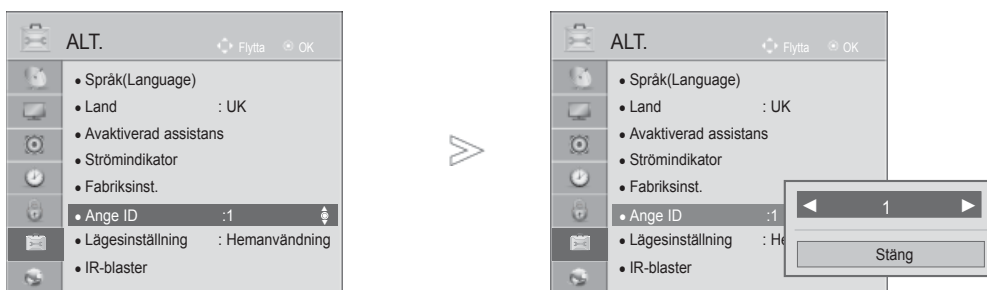 ALT.
Flytta OK
• Språk(Language)
• Land : UK
• Avaktiverad assistans
• Strömindikator
• Fabriksinst.
• Ange ID :1
• Lägesinställning : Hemanvändning
• IR-blaster
ALT.
Flytta OK
• Språk(Language)
• Land : UK
• Avaktiverad assistans
• Strömindikator
• Fabriksinst.
• Ange ID :1
• Lägesinställning : He
• IR-blaster
◄ 1 ►
Stäng